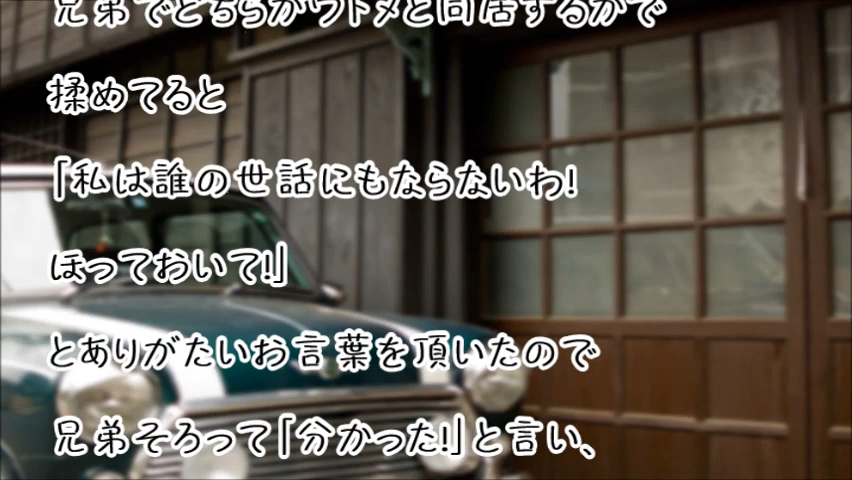 兄弟でどちらがウトメと同居するかで
揉めてると
「私は誰の世話にもならないわ!
ほっておいて!」
とありがたいお言葉を頂いたので
兄弟そろって「分かった!」と言い、